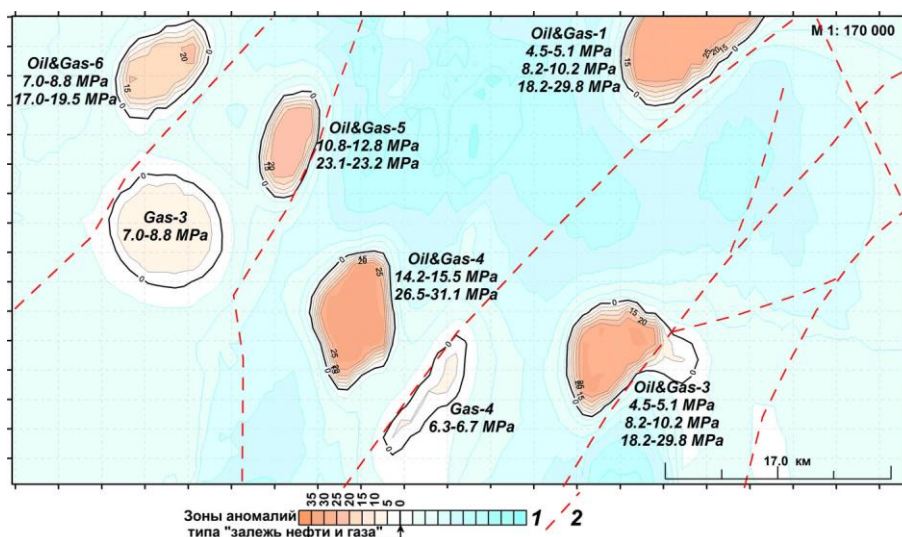 Oil&Gas-1
4.5-5.1 MPa
8.2-10.2 MPa
18.2-29.8 MPa
M 1: 170 000
Oil&Gas-6
7.0-8.8 MPa
17.0-19.5 MPa
Oil&Gas-5
10.8-12.8 MPa
23.1-23.2 MPa
Gas-3
7.0-8.8 MPa
Oil&Gas-4
14.2-15.5 MPa
26.5-31.1 MPa
Gas-4
6.3-6.7 MPa
Oil&Gas-3
4.5-5.1 MPa
8.2-10.2 MPa
18.2-29.8 MPa
17.0 км
35 30 25 20 15 10 5 0
Зоны аномалий
типа "залежь нефти и газа"
1 2